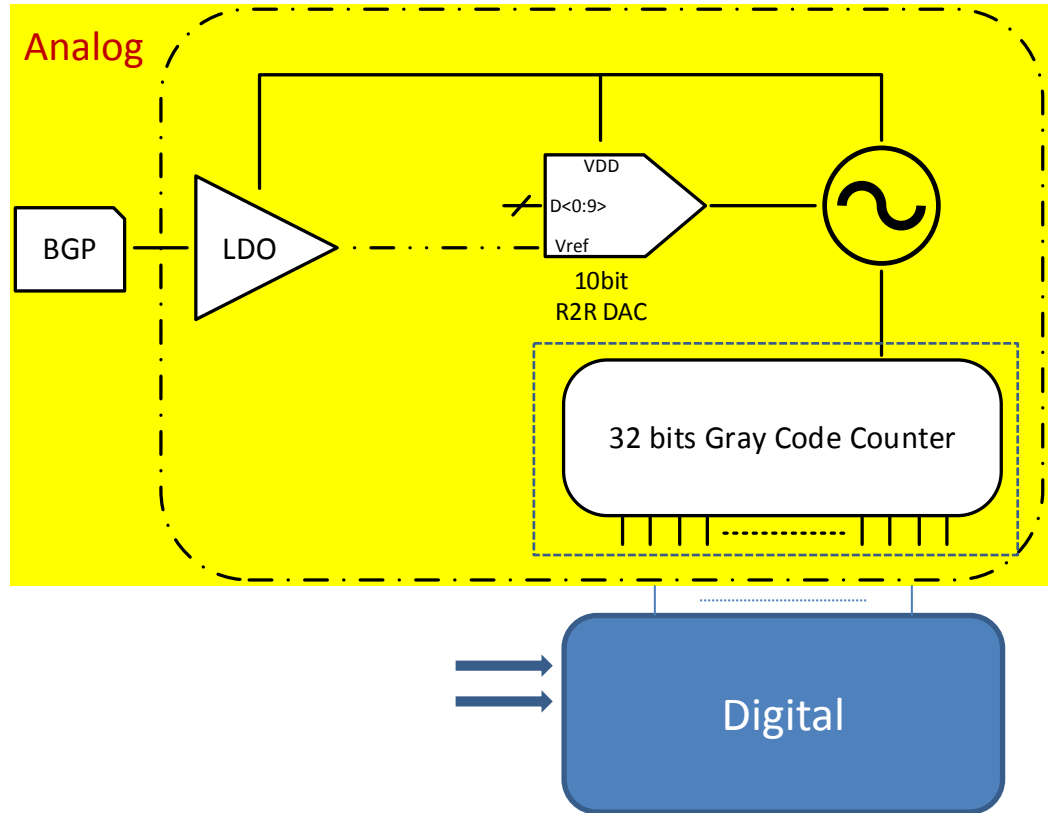 Analog
VDD
D<0:9>
BGP
LDO
Vref
10bit
R2R DAC
32 bits Gray Code Counter
Digital